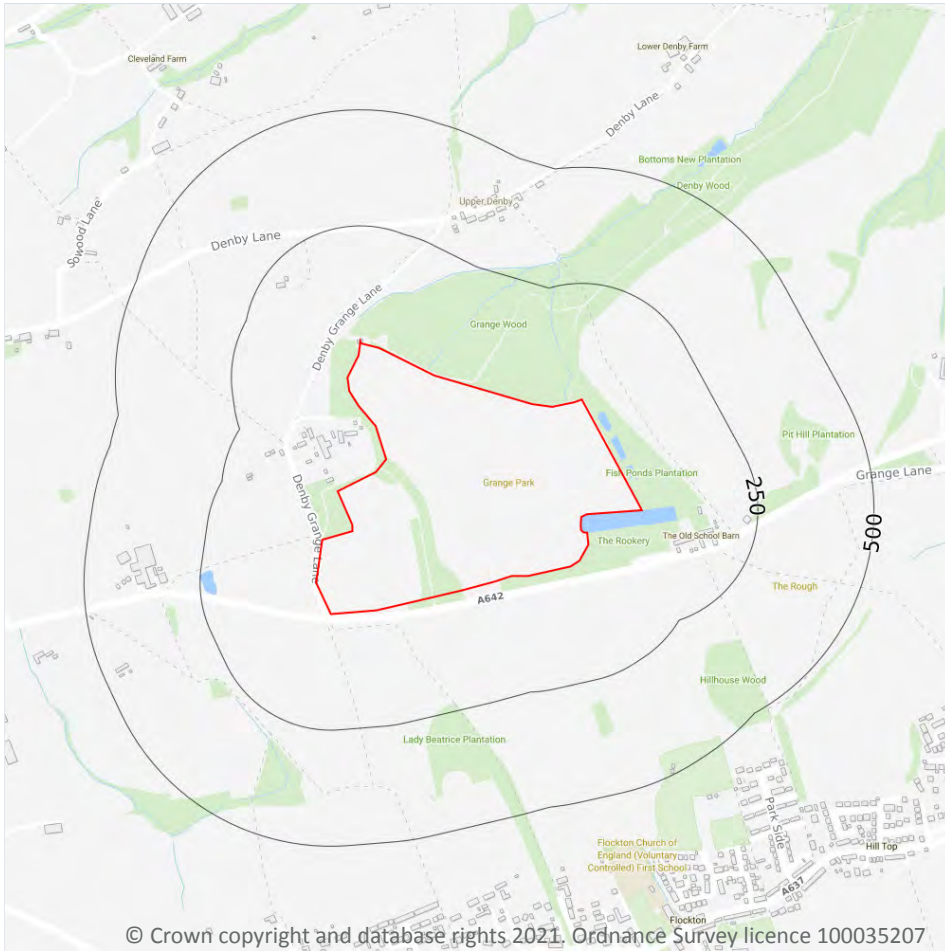 Cleveland Farm
Lower Denby Farm
Denby Lane
Bottoms New Plantation
Denby Wood
Upper Denby
Sowood Lane
Denby Lane
Denby Grange Lane
Grange Wood
Pit Hill Plantation
Grange Lane
Fish Ponds Plantation
Grange Park
250
500
Denby Grange Lane
The Old School Barn
The Rookery
The Rough
A642
Hillhouse Wood
Lady Beatrice Plantation
Park Side
Flockton Church of
England (Voluntary
Controlled) First School
Hill Top
A637
Flockton
© Crown copyright and database rights 2021. Ordnance Survey licence 100035207